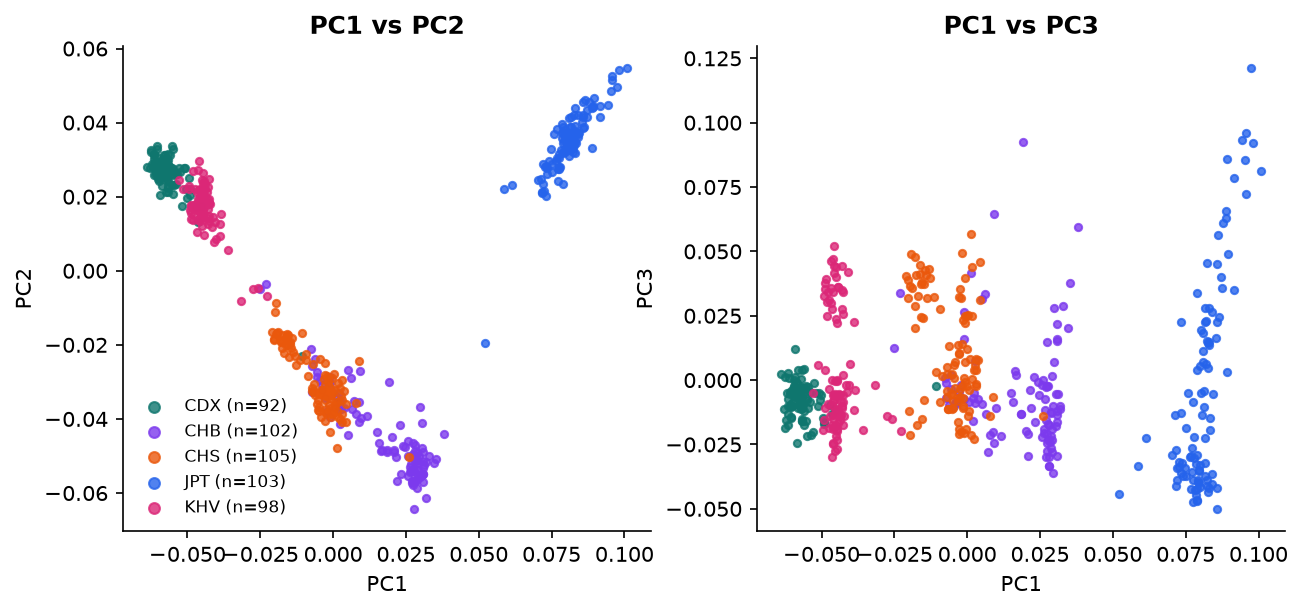 PC1 vs PC2
PC2
0.06
0.04
0.02
0.00
−0.02
−0.04
−0.06
CDX (n=92)
CHB (n=102)
CHS (n=105)
JPT (n=103)
KHV (n=98)
−0.050 −0.025 0.000 0.025 0.050 0.075 0.100
PC1
PC1 vs PC3
PC3
0.125
0.100
0.075
0.050
0.025
0.000
−0.025
−0.050
−0.050 −0.025 0.000 0.025 0.050 0.075 0.100
PC1